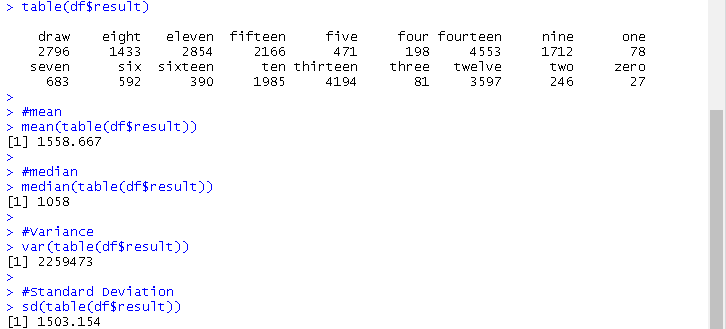 > table(df$result)
draw eight eleven fifteen five four fourteen nine one
2796 1433 2854 2166 471 198 4553 1712 78
seven six sixteen ten thirteen three twelve two zero
683 592 390 1985 4194 81 3597 246 27
>
> #mean
> mean(table(df$result))
[1] 1558.667
>
> #median
> median(table(df$result))
[1] 1058
>
> #Variance
> var(table(df$result))
[1] 2259473
>
> #Standard Deviation
> sd(table(df$result))
[1] 1503.154